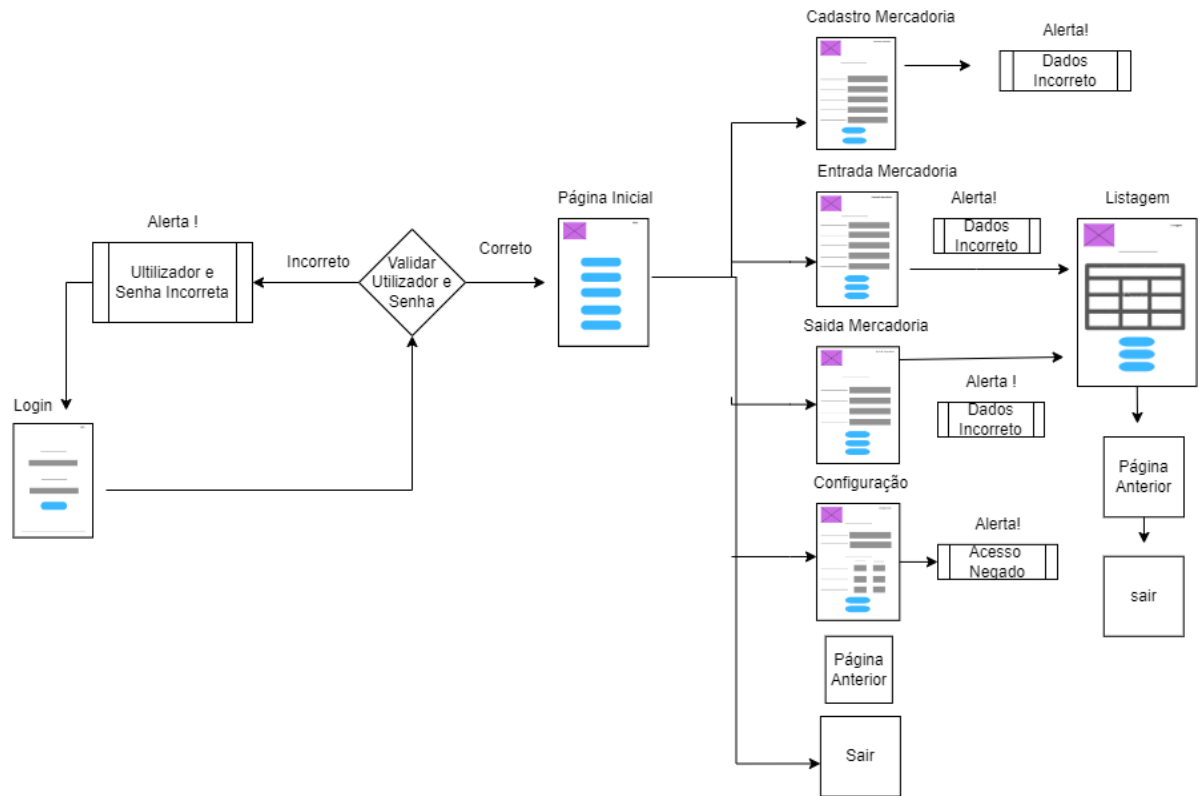 Cadastro Mercadoria
Alerta!
Dados
Incorreto
Entrada Mercadoria
Alerta!
Dados
Incorreto
Listagem
Página Inicial
Alerta !
Ultilizador e
Senha Incorreta
Incorreto
Validar
Utilizador e
Senha
Correto
Saida Mercadoria
Alerta !
Dados
Incorreto
Login
Página
Anterior
Configuração
Alerta!
Acesso
Negado
sair
Página
Anterior
Sair